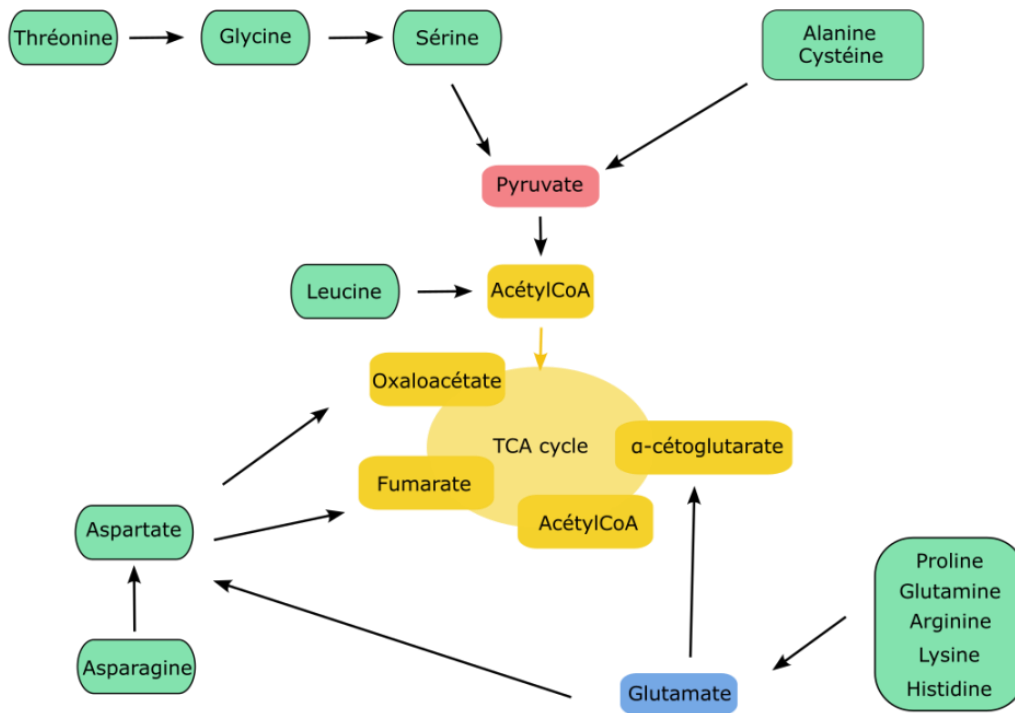 Thréonine
Glycine
Sérine
Alanine
Cystéine
Pyruvate
Leucine
AcétylCoA
Oxaloacétate
TCA cycle
α-cétoglutarate
Fumarate
AcétylCoA
Aspartate
Asparagine
Glutamate
Proline
Glutamine
Arginine
Lysine
Histidine